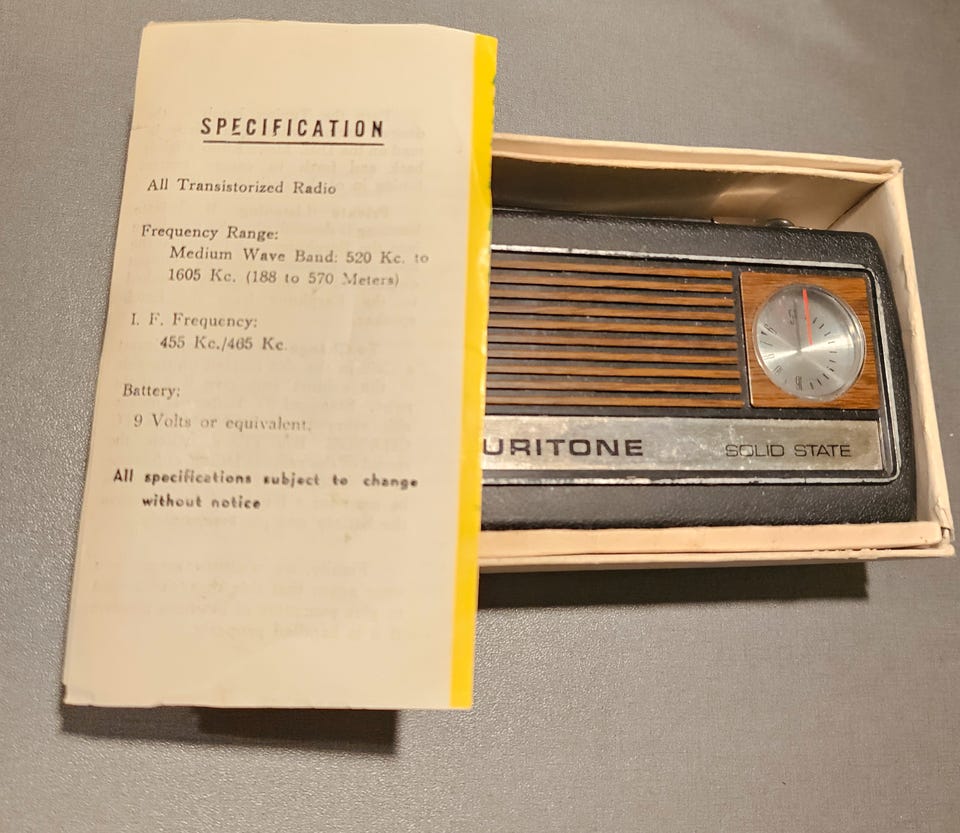 SPECIFICATION
All Transistorized Radio
Frequency Range:
Medium Wave Band: 520 Kc. to
1605 Kc. (188 to 570 Meters)
I. F. Frequency:
455 Kc./465 Kc.
Battery:
9 Volts or equivalent.
All specifications subject to change
without notice
URITONE
SOLID STATE